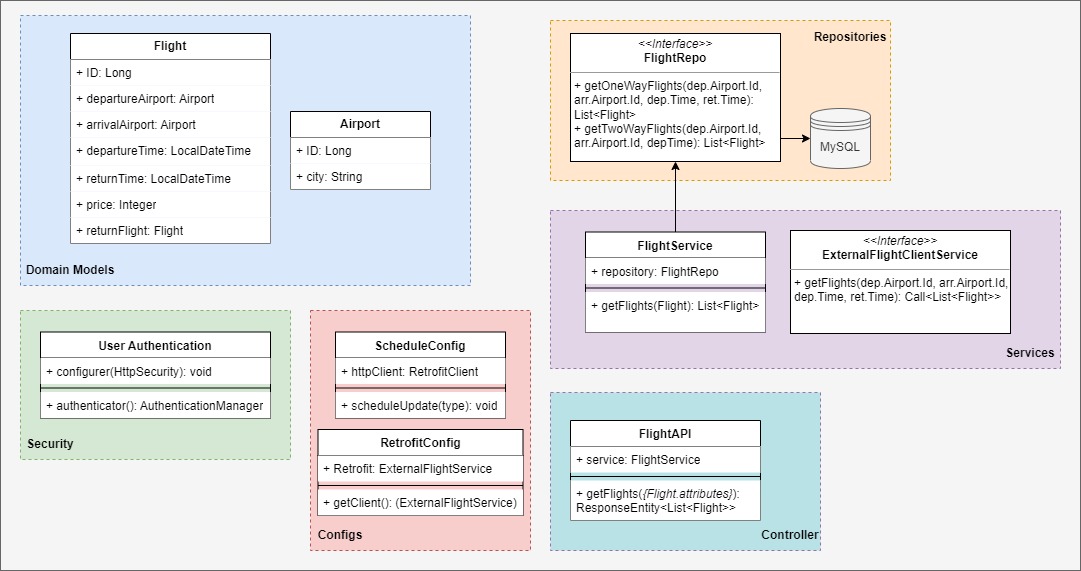 Flight
+ ID: Long
+ departureAirport: Airport
+ arrivalAirport: Airport
+ departureTime: LocalDateTime
+ returnTime: LocalDateTime
+ price: Integer
+ returnFlight: Flight
Airport
+ ID: Long
+ city: String
Domain Models
Repositories
<<Interface>>
FlightRepo
+ getOneWayFlights(dep.Airport.Id,
arr.Airport.Id, dep.Time, ret.Time):
List<Flight>
+ getTwoWayFlights(dep.Airport.Id,
arr.Airport.Id, depTime): List<Flight>
MySQL
FlightService
+ repository: FlightRepo
+ getFlights(Flight): List<Flight>
<<Interface>>
ExternalFlightClientService
+ getFlights(dep.Airport.Id, arr.Airport.Id,
dep.Time, ret.Time): Call<List<Flight>>
Services
User Authentication
+ configurer(HttpSecurity): void
+ authenticator(): AuthenticationManager
Security
ScheduleConfig
+ httpClient: RetrofitClient
+ scheduleUpdate(type): void
RetrofitConfig
+ Retrofit: ExternalFlightService
+ getClient(): (ExternalFlightService)
Configs
FlightAPI
+ service: FlightService
+ getFlights({Flight.attributes}):
ResponseEntity<List<Flight>>
Controller